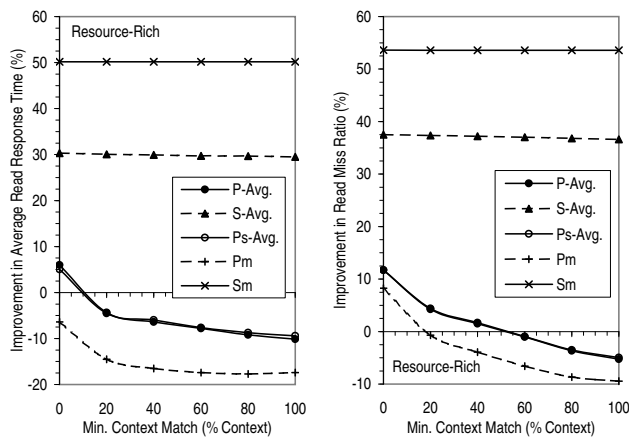 Improvement in Average Read Response Time (%)
60
50
40
30
20
10
0
-10
-20
Resource-Rich
P-Avg.
S-Avg.
Ps-Avg.
Pm
Sm
0 20 40 60 80 100
Min. Context Match (% Context)
Improvement in Read Miss Ratio (%)
60
50
40
30
20
10
0
-10
P-Avg.
S-Avg.
Ps-Avg.
Pm
Sm
Resource-Rich
0 20 40 60 80 100
Min. Context Match (% Context)